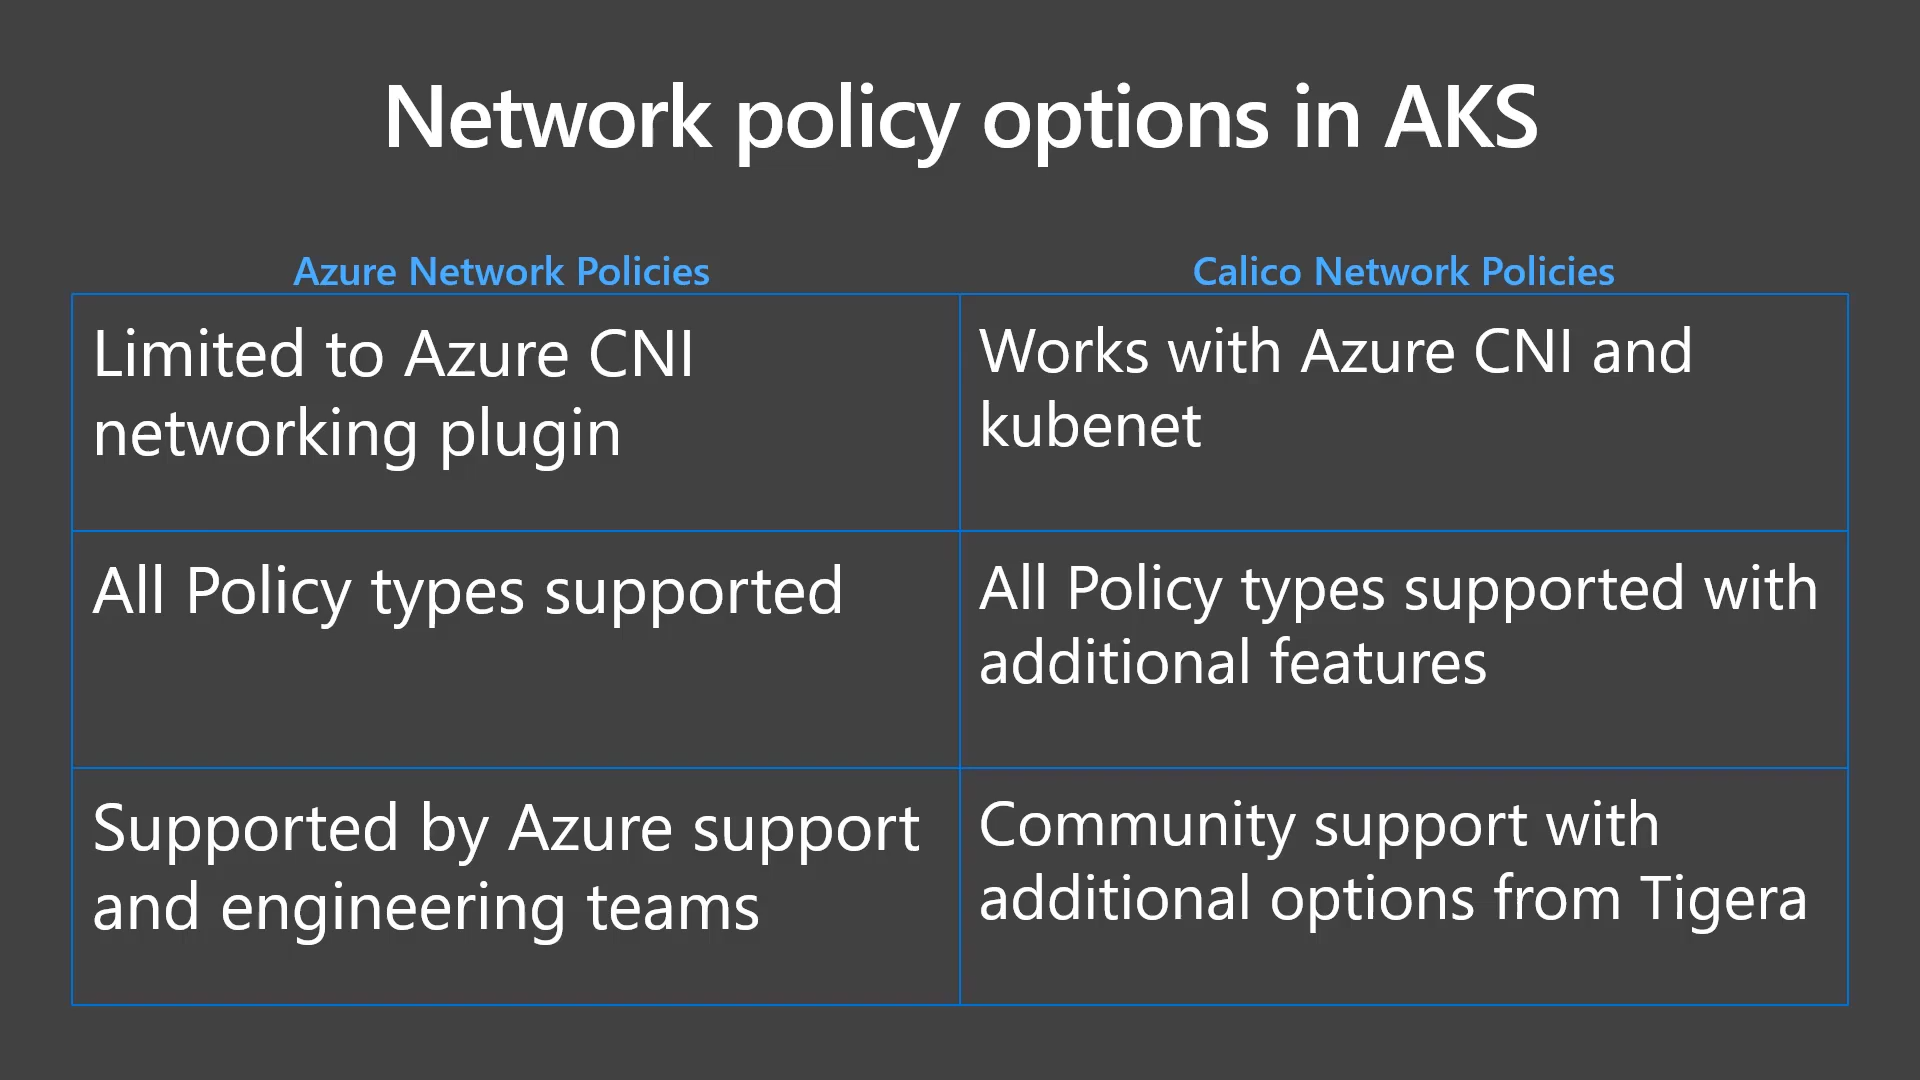 Network policy options in AKS
Azure Network Policies
Calico Network Policies
Limited to Azure CNI
networking plugin
Works with Azure CNI and
kubenet
All Policy types supported
All Policy types supported with
additional features
Supported by Azure support
and engineering teams
Community support with
additional options from Tigera